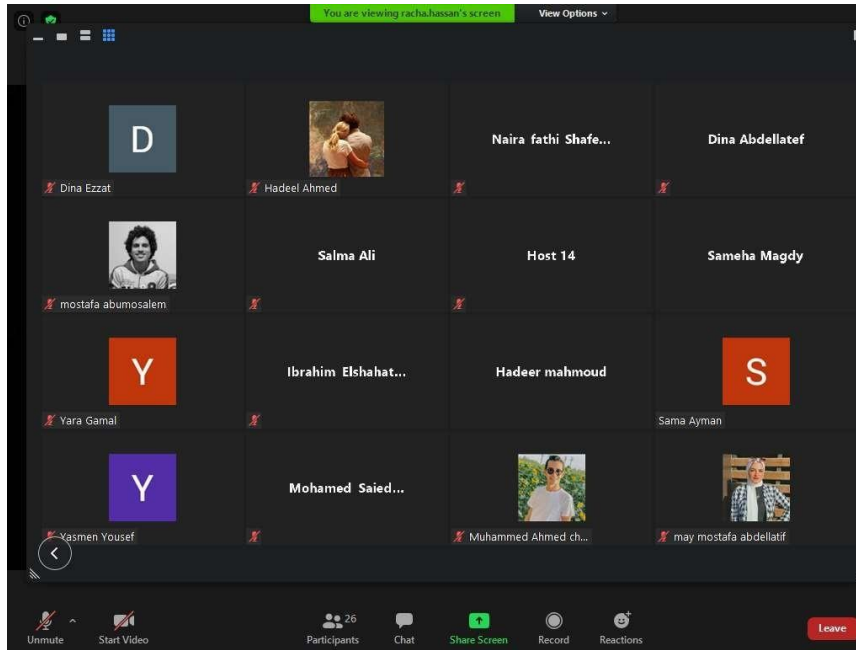 You are viewing racha.hassan's screen View Options
D
Dina Ezzat
Hadeel Ahmed
Naira fathi Shafe...
Dina Abdellatef
mostafa abumosalem
Salma Ali
Host 14
Sameha Magdy
Y
Yara Gamal
Ibrahim Elshahat...
Hadeer mahmoud
S
Sama Ayman
Y
Yasmen Yousef
Mohamed Saied...
Muhammed Ahmed ch...
may mostafa abdellatif
Unmute
Start Video
26
Participants
Chat
Share Screen
Record
Reactions
Leave